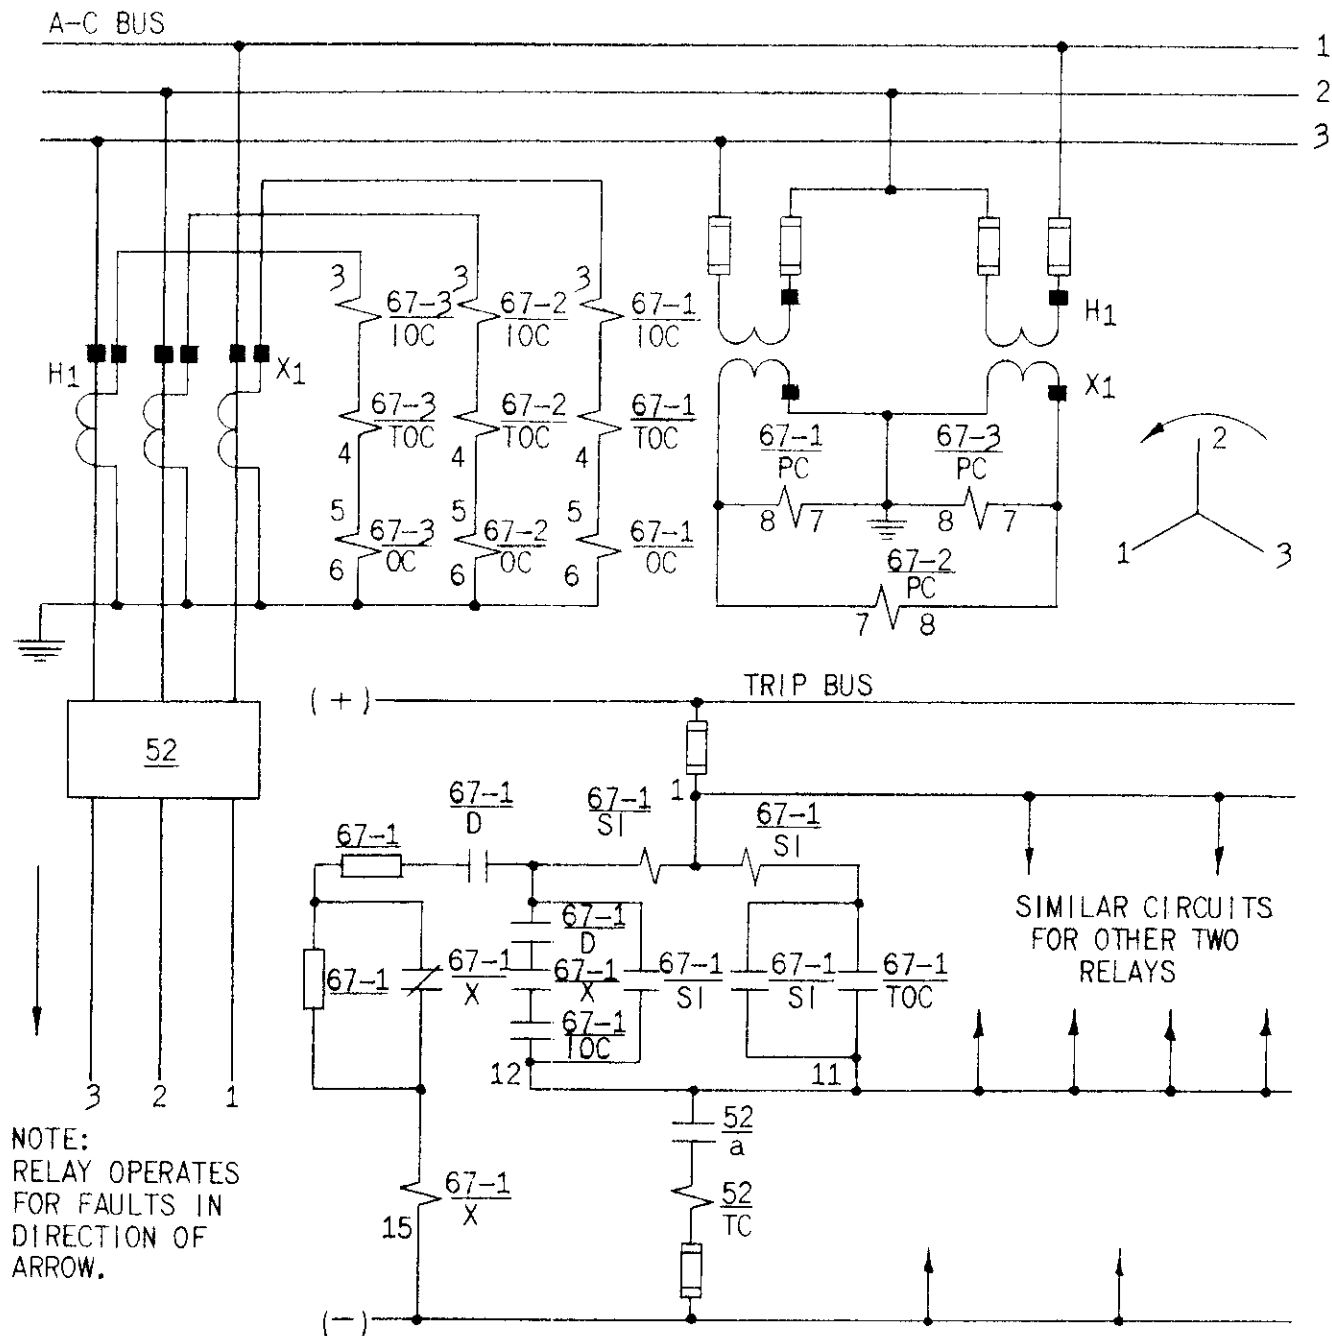 A-C BUS
1
2
3
3
67-3
IOC
3
67-2
IOC
3
67-1
IOC
H1
X1
H1
X1
67-3
TOC
4
67-2
TOC
4
67-1
TOC
4
5
67-3
OC
6
5
67-2
OC
6
5
67-1
OC
6
67-1
PC
8 7
67-3
PC
8 7
67-2
PC
7 8
2
1
3
(+)
TRIP BUS
52
1
67-1
D
67-1
SI
67-1
SI
67-1
67-1
67-1
X
67-1
D
67-1
X
67-1
IOC
67-1
SI
67-1
SI
67-1
TOC
12
11
SIMILAR CIRCUITS
FOR OTHER TWO
RELAYS
3 2 1
NOTE:
RELAY OPERATES
FOR FAULTS IN
DIRECTION OF
ARROW.
67-1
X
15
52
a
52
TC
(-)